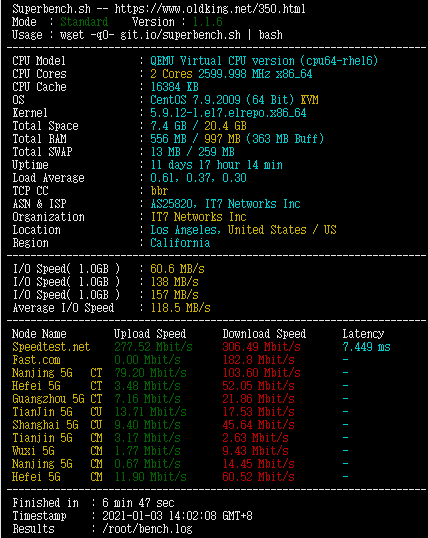 Superbench.sh -- https://www.oldking.net/350.html
Mode : Standard Version : 1.1.6
Usage : wget -qO- git.io/superbench.sh | bash
CPU Model : QEMU Virtual CPU version (cpu64-rhel6)
CPU Cores : 2 Cores 2599.998 MHz x86_64
CPU Cache : 16384 KB
OS : CentOS 7.9.2009 (64 Bit) KVM
Kernel : 5.9.12-1.el7.elrepo.x86_64
Total Space : 7.4 GB / 20.4 GB
Total RAM : 556 MB / 997 MB (363 MB Buff)
Total SWAP : 13 MB / 259 MB
Uptime : 11 days 17 hour 14 min
Load Average : 0.61, 0.37, 0.30
TCP CC : bbr
ASN & ISP : AS25820, IT7 Networks Inc
Organization : IT7 Networks Inc
Location : Los Angeles, United States / US
Region : California
I/O Speed( 1.0GB ) : 60.6 MB/s
I/O Speed( 1.0GB ) : 138 MB/s
I/O Speed( 1.0GB ) : 157 MB/s
Average I/O Speed : 118.5 MB/s
Node Name Upload Speed Download Speed Latency
Speedtest.net 277.52 Mbit/s 306.49 Mbit/s 7.449 ms
Fast.com 0.00 Mbit/s 182.8 Mbit/s -
Nanjing 5G CT 79.20 Mbit/s 103.60 Mbit/s -
Hefei 5G CT 3.48 Mbit/s 52.05 Mbit/s -
Guangzhou 5G CT 7.16 Mbit/s 21.86 Mbit/s -
TianJin 5G CU 13.71 Mbit/s 17.53 Mbit/s -
Shanghai 5G CU 9.40 Mbit/s 45.64 Mbit/s -
Tianjin 5G CM 3.17 Mbit/s 2.63 Mbit/s -
Wuxi 5G CM 1.77 Mbit/s 9.43 Mbit/s -
Nanjing 5G CM 0.67 Mbit/s 14.45 Mbit/s -
Hefei 5G CM 11.90 Mbit/s 60.52 Mbit/s -
Finished in : 6 min 47 sec
Timestamp : 2021-01-03 14:02:08 GMT+8
Results : /root/bench.log